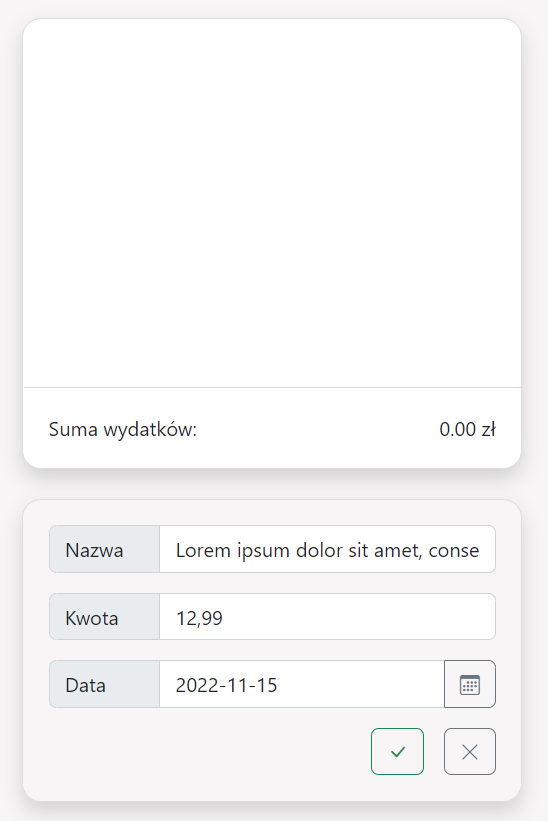 Suma wydatków: 0.00 zł
Nazwa Lorem ipsum dolor sit amet, conse
Kwota 12,99
Data 2022-11-15